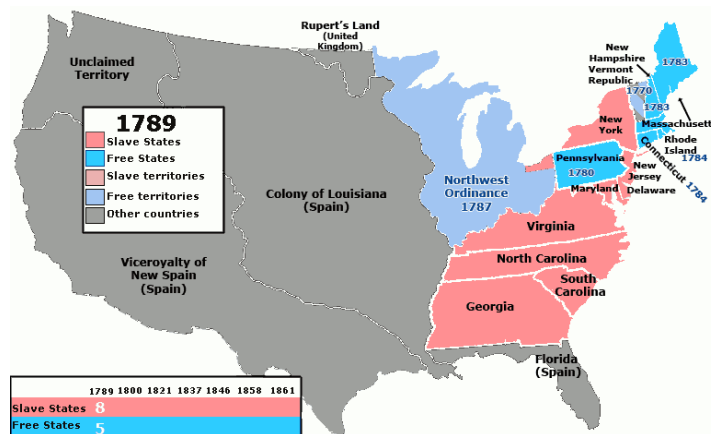 Rupert's Land
(United
Kingdom)
Unclaimed
Territory
New
Hampshire
Vermont
Republic
1783
1770
1783
Massachusett
Rhode
Island
1784
Connecticut 1784
New
York
Pennsylvania
1780
New
Jersey
Maryland
Delaware
1789
Slave States
Free States
Slave territories
Free territories
Other countries
Northwest
Ordinance
1787
Colony of Louisiana
(Spain)
Virginia
Viceroyalty of
New Spain
(Spain)
North Carolina
South
Carolina
Georgia
Florida
(Spain)
1789 1800 1821 1837 1846 1858 1861
Slave States 8
Free States 5